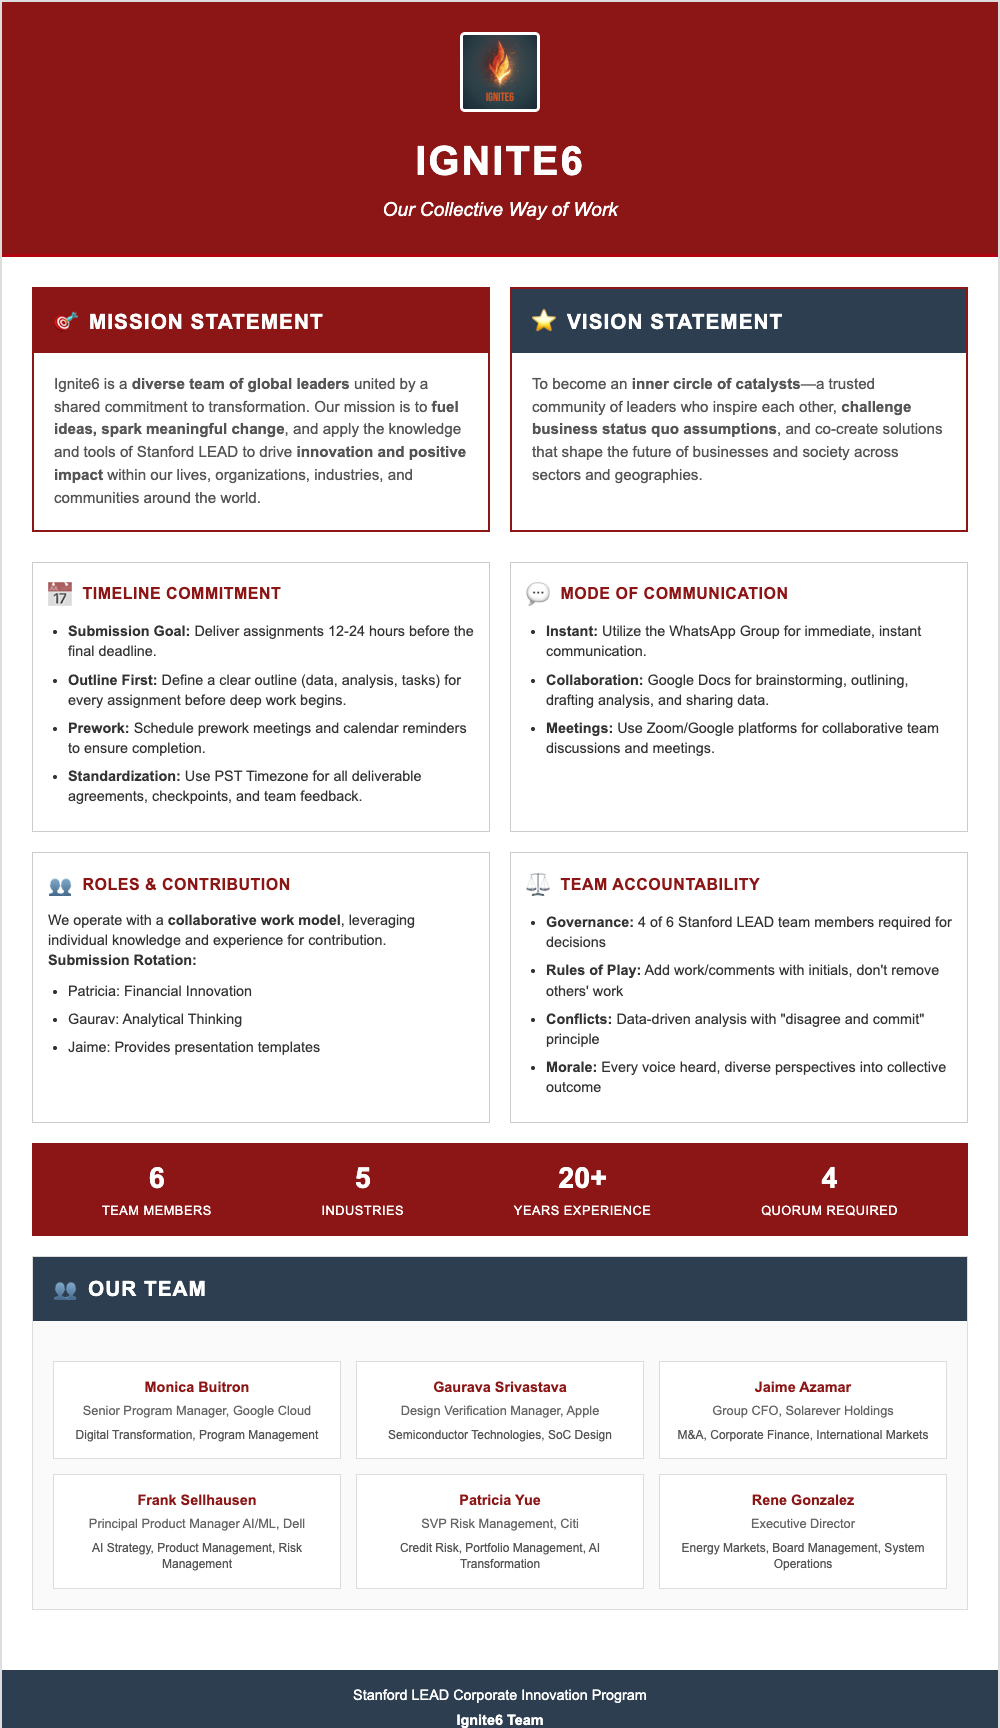 IGNITE6
IGNITE6
Our Collective Way of Work
MISSION STATEMENT
Ignite6 is a diverse team of global leaders united by a
shared commitment to transformation. Our mission is to fuel
ideas, spark meaningful change, and apply the knowledge
and tools of Stanford LEAD to drive innovation and positive
impact within our lives, organizations, industries, and
communities around the world.
VISION STATEMENT
To become an inner circle of catalysts—a trusted
community of leaders who inspire each other, challenge
business status quo assumptions, and co-create solutions
that shape the future of businesses and society across
sectors and geographies.
17
TIMELINE COMMITMENT
• Submission Goal: Deliver assignments 12-24 hours before the
final deadline.
• Outline First: Define a clear outline (data, analysis, tasks) for
every assignment before deep work begins.
• Prework: Schedule prework meetings and calendar reminders
to ensure completion.
• Standardization: Use PST Timezone for all deliverable
agreements, checkpoints, and team feedback.
MODE OF COMMUNICATION
• Instant: Utilize the WhatsApp Group for immediate, instant
communication.
• Collaboration: Google Docs for brainstorming, outlining,
drafting analysis, and sharing data.
• Meetings: Use Zoom/Google platforms for collaborative team
discussions and meetings.
ROLES & CONTRIBUTION
We operate with a collaborative work model, leveraging
individual knowledge and experience for contribution.
Submission Rotation:
• Patricia: Financial Innovation
• Gaurav: Analytical Thinking
• Jaime: Provides presentation templates
TEAM ACCOUNTABILITY
• Governance: 4 of 6 Stanford LEAD team members required for
decisions
• Rules of Play: Add work/comments with initials, don't remove
others' work
• Conflicts: Data-driven analysis with "disagree and commit"
principle
• Morale: Every voice heard, diverse perspectives into collective
outcome
6
TEAM MEMBERS
5
INDUSTRIES
20+
YEARS EXPERIENCE
4
QUORUM REQUIRED
OUR TEAM
Monica Buitron
Senior Program Manager, Google Cloud
Digital Transformation, Program Management
Gaurava Srivastava
Design Verification Manager, Apple
Semiconductor Technologies, SoC Design
Jaime Azamar
Group CFO, Solarever Holdings
M&A, Corporate Finance, International Markets
Frank Sellhausen
Principal Product Manager AI/ML, Dell
AI Strategy, Product Management, Risk
Management
Patricia Yue
SVP Risk Management, Citi
Credit Risk, Portfolio Management, AI
Transformation
Rene Gonzalez
Executive Director
Energy Markets, Board Management, System
Operations
Stanford LEAD Corporate Innovation Program
Ignite6 Team